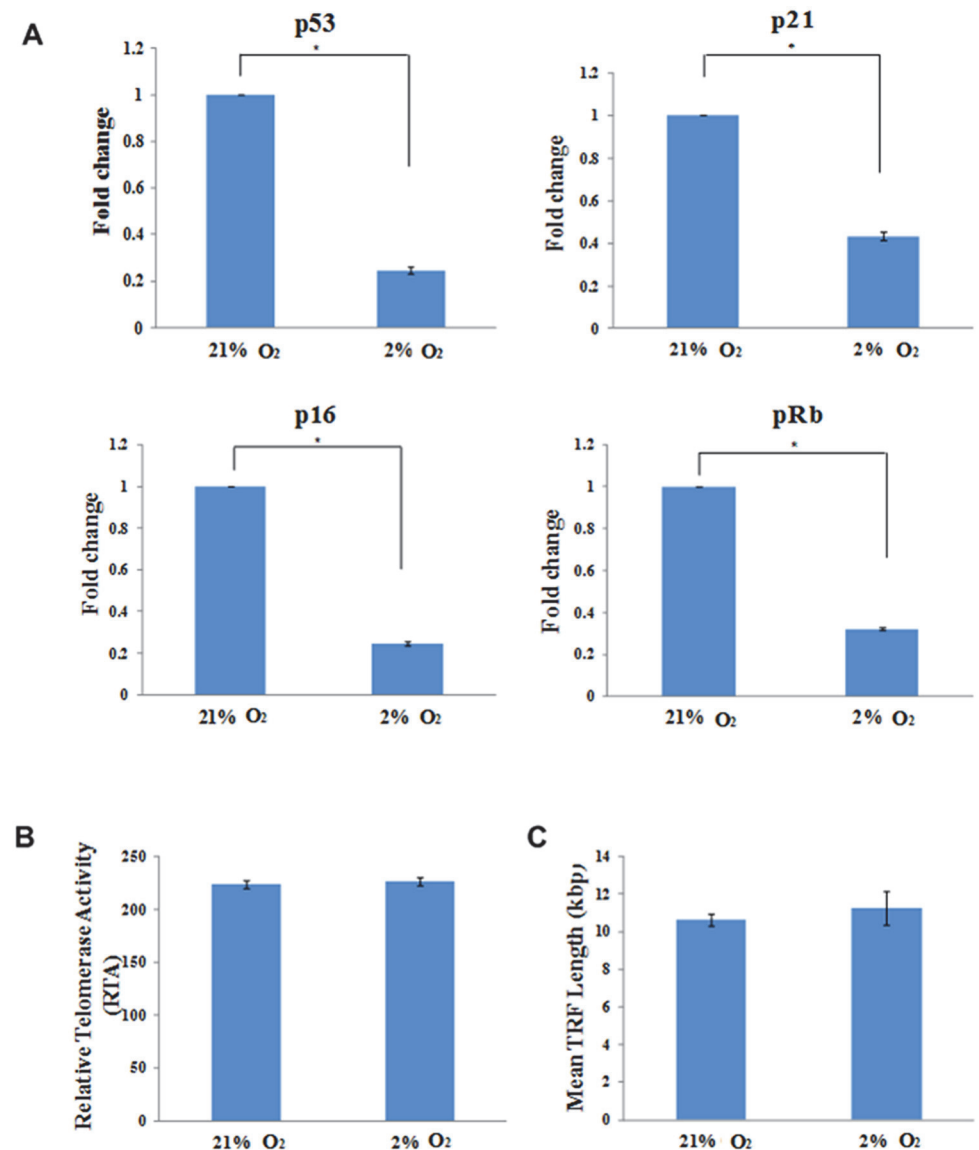 A
p53
*
Fold change
1.2
1
0.8
0.6
0.4
0.2
0
21% O2
2% O2
p21
*
Fold change
1.2
1
0.8
0.6
0.4
0.2
0
21% O2
2% O2
p16
*
Fold change
1.2
1
0.8
0.6
0.4
0.2
0
21% O2
2% O2
pRb
*
Fold change
1.2
1
0.8
0.6
0.4
0.2
0
21% O2
2% O2
B
Relative Telomerase Activity
(RTA)
250
200
150
100
50
0
21% O2
2% O2
C
Mean TRF Length (kbp)
14
12
10
8
6
4
2
0
21% O2
2% O2